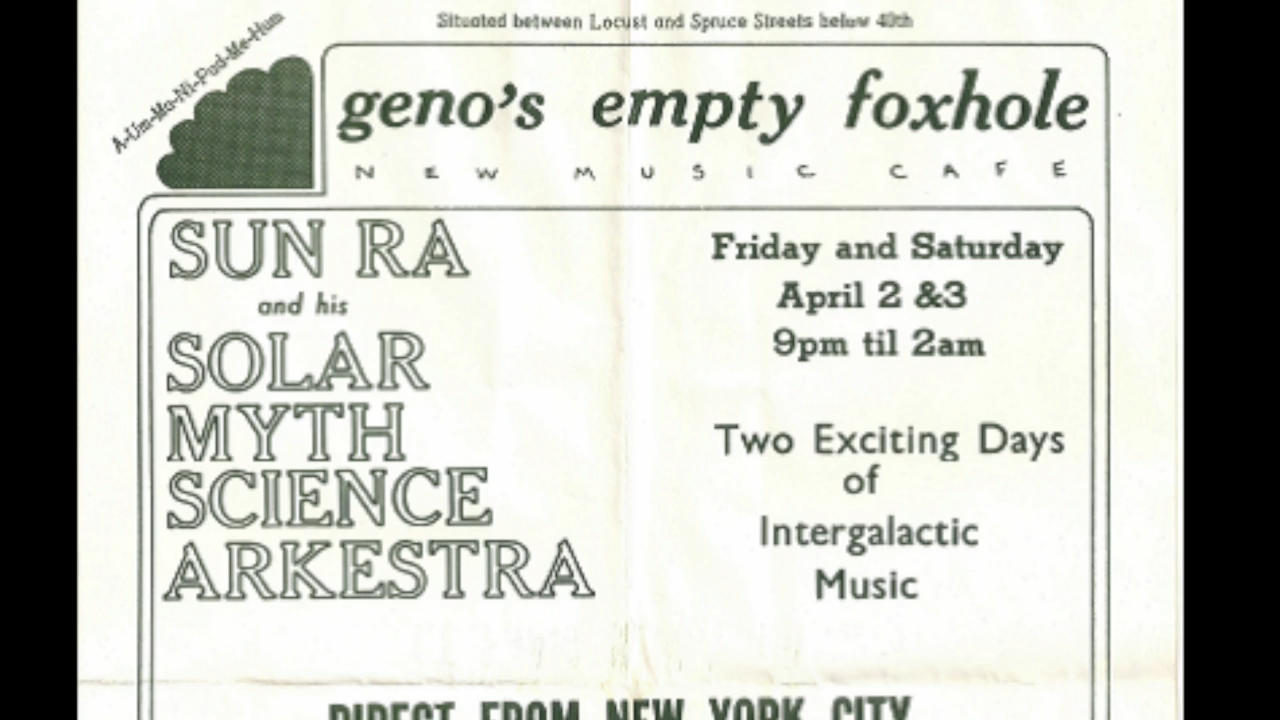 Situated between Locust and Spruce Streets below 40th
A-Um-Ma-Ni-Pad-Me-Hum
geno's empty foxhole
NEW MUSIC CAFE
SUN RA
and his
SOLAR
MYTH
SCIENCE
ARKESTRA
Friday and Saturday
April 2 &3
9pm til 2am
Two Exciting Days
of
Intergalactic
Music
DIRECT FROM NEW YORK CITY